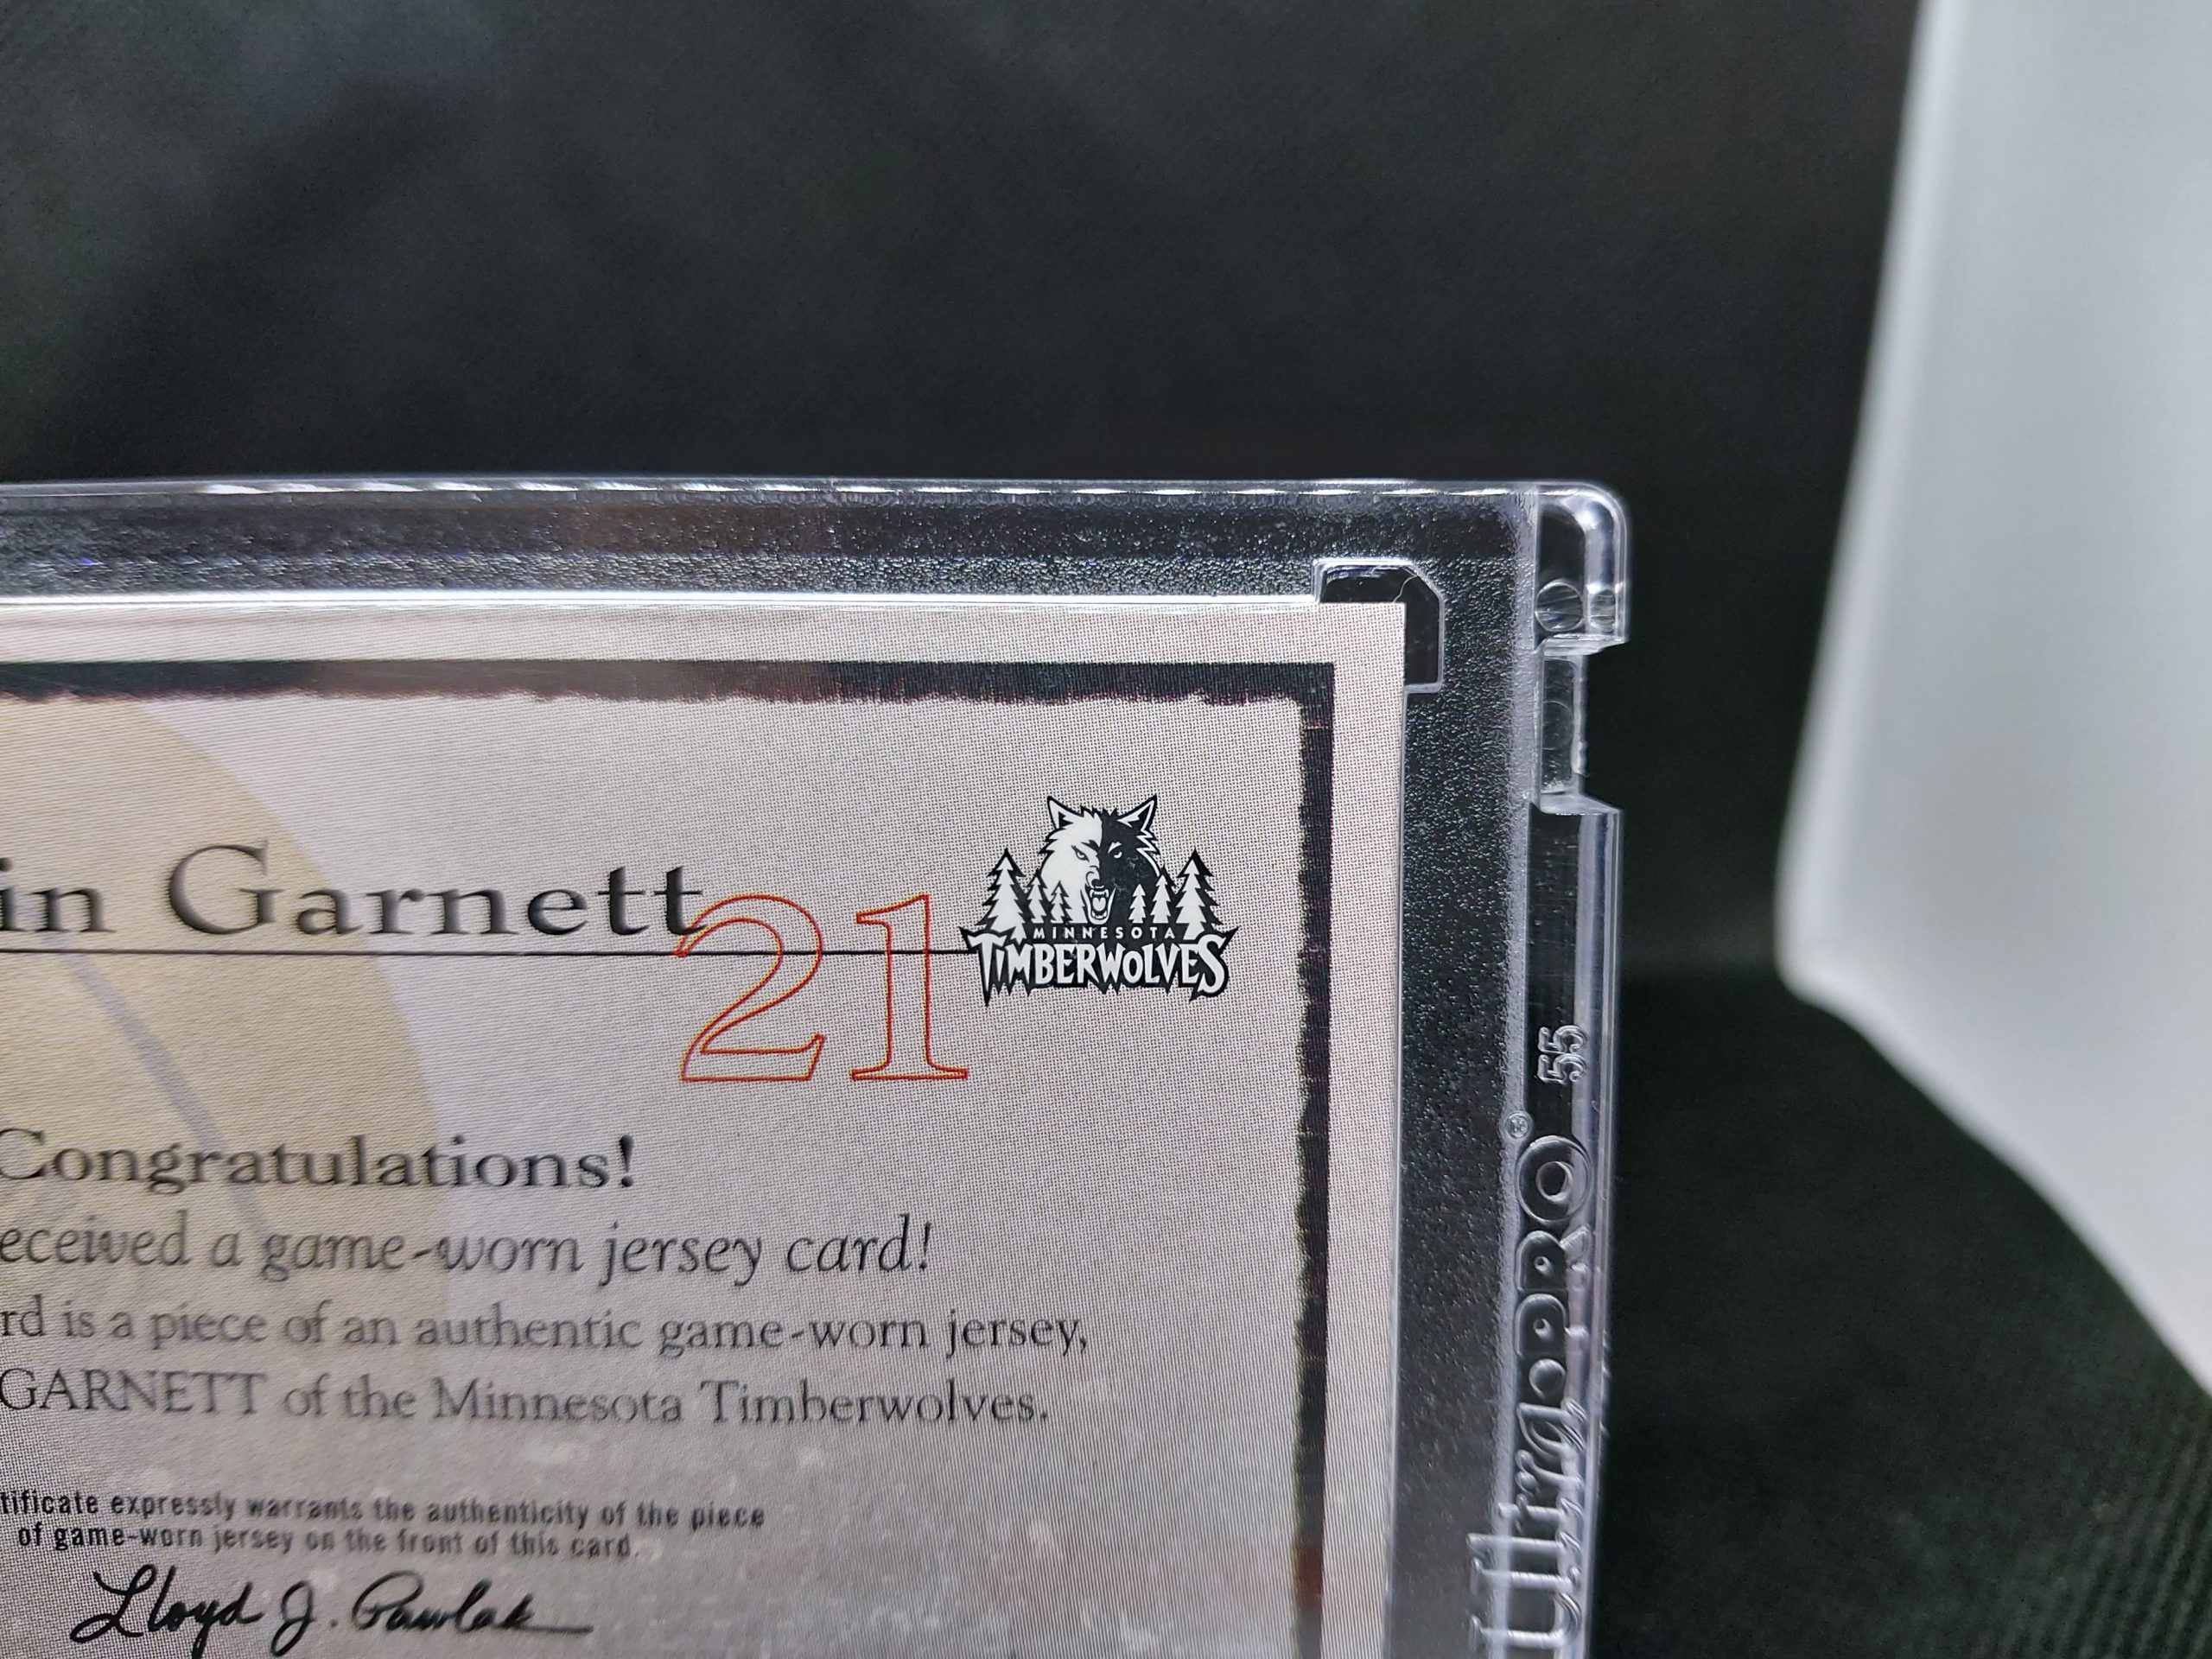 in Garnett
21
MINNESOTA
TIMBERWOLVES
Congratulations!
eceived a game-worn jersey card!
rd is a piece of an authentic game-worn jersey,
GARNETT of the Minnesota Timberwolves.
tificate expressly warrants the authenticity of the piece
of game-worn jersey on the front of this card.
Lloyd J. Pawlak
Ultra•PRO® 55